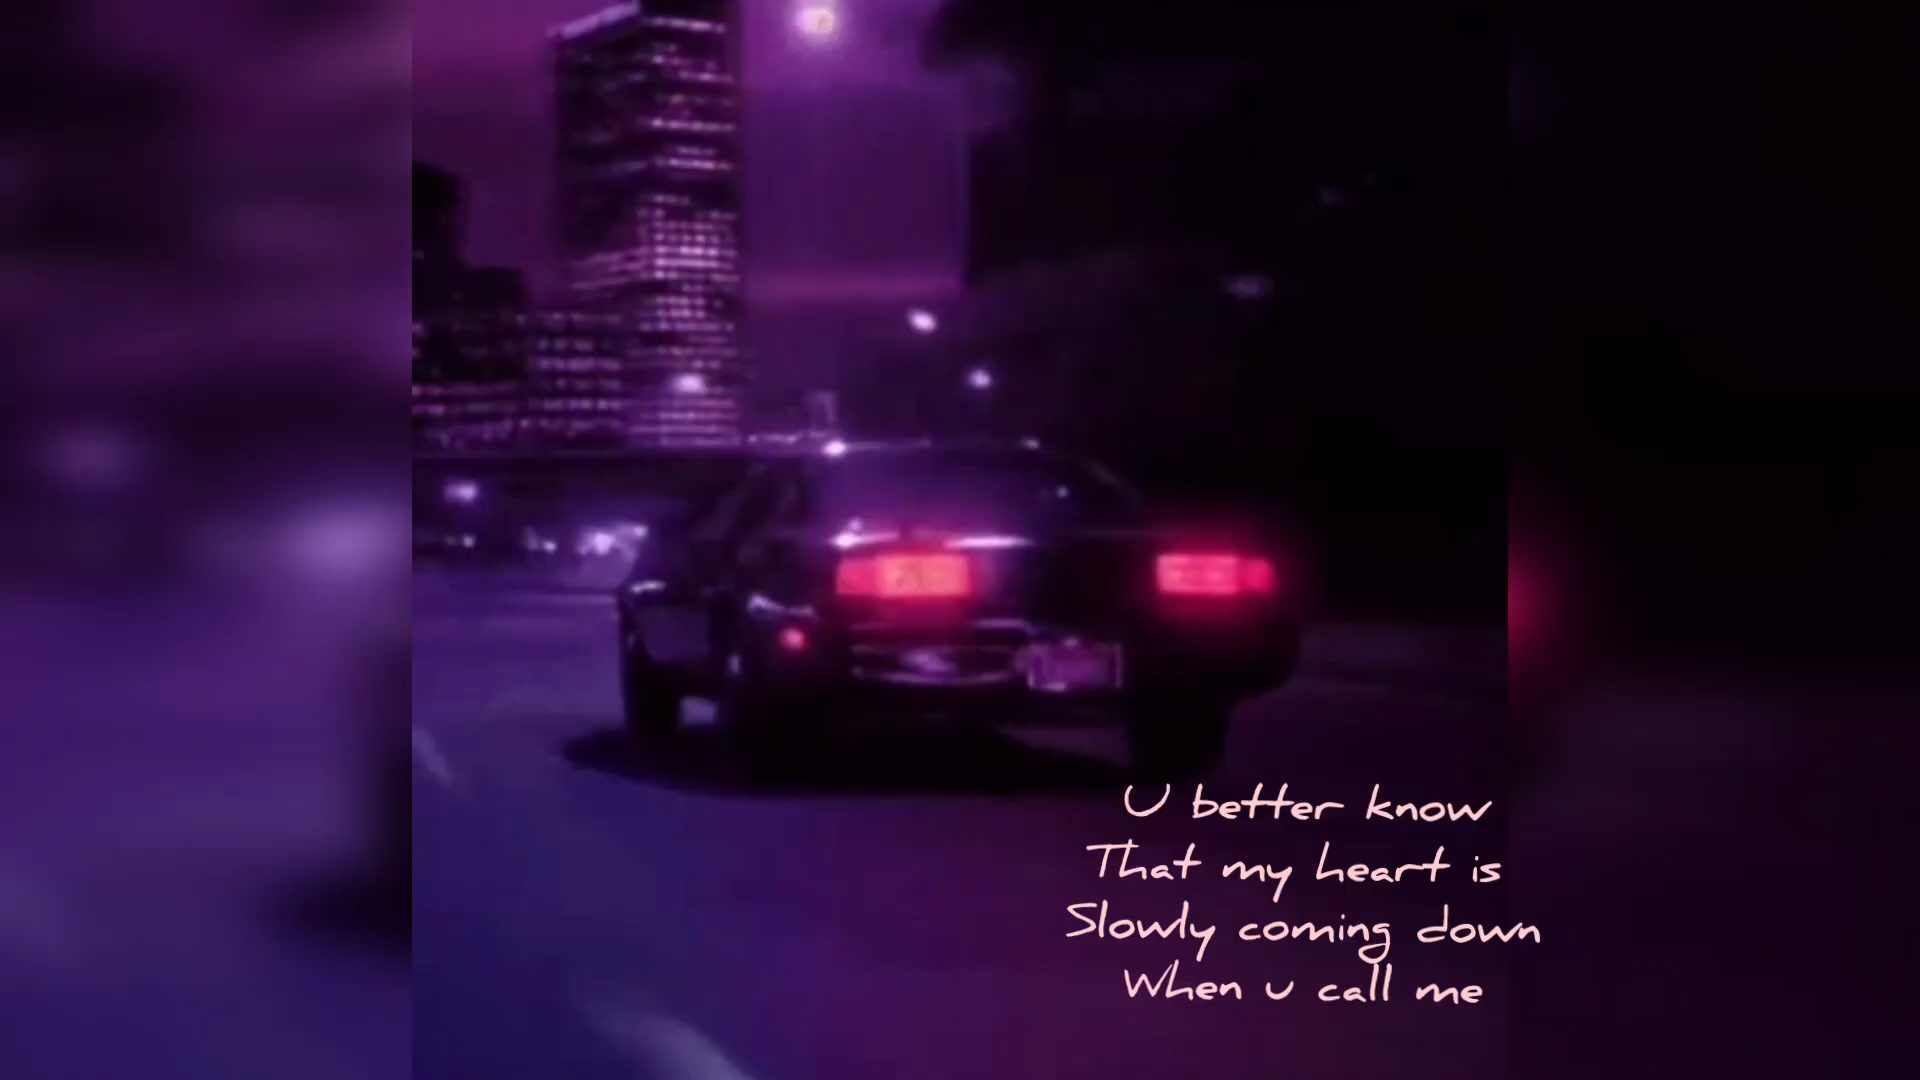 U better know
That my heart is
Slowly coming down
When u call me